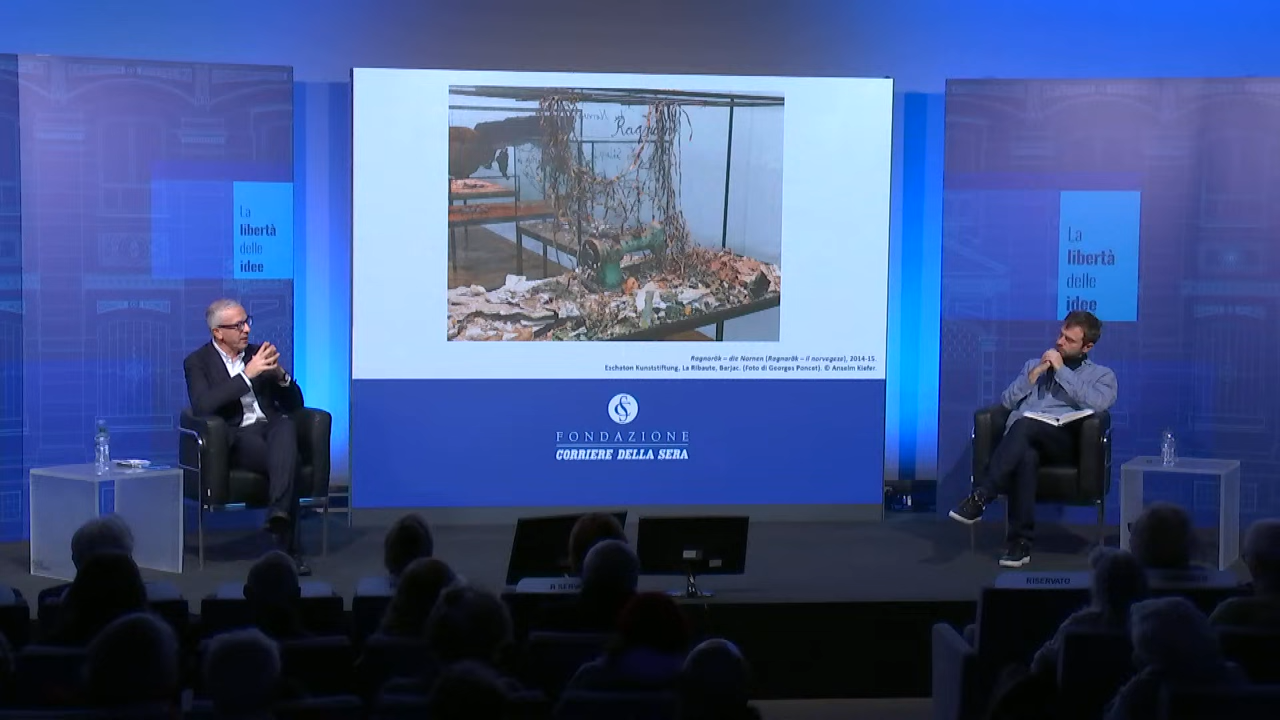 La
libertà
delle
idee
Ragnarök
Ragnarök – die Nornen (Ragnarök – il norvegese), 2014-15.
Eschaton Kunststiftung, La Ribaute, Barjac. (Foto di Georges Poncet). © Anselm Kiefer.
FONDAZIONE
CORRIERE DELLA SERA
La
libertà
delle
idee
RISERVATO